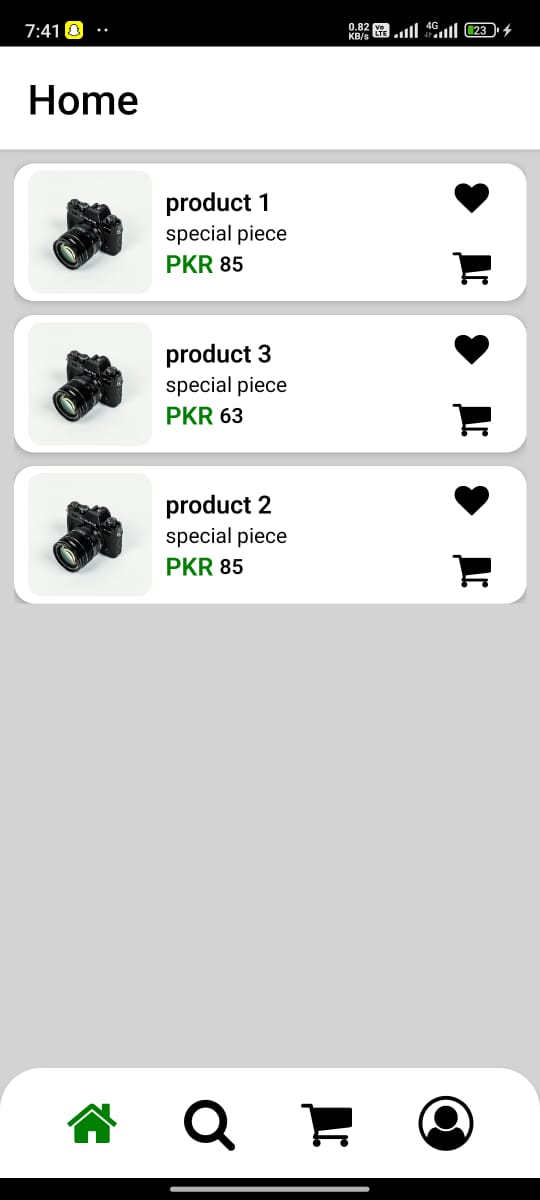 7:41
0.82 KB/s Vo LTE 4G 23
Home
product 1
special piece
PKR 85
product 3
special piece
PKR 63
product 2
special piece
PKR 85